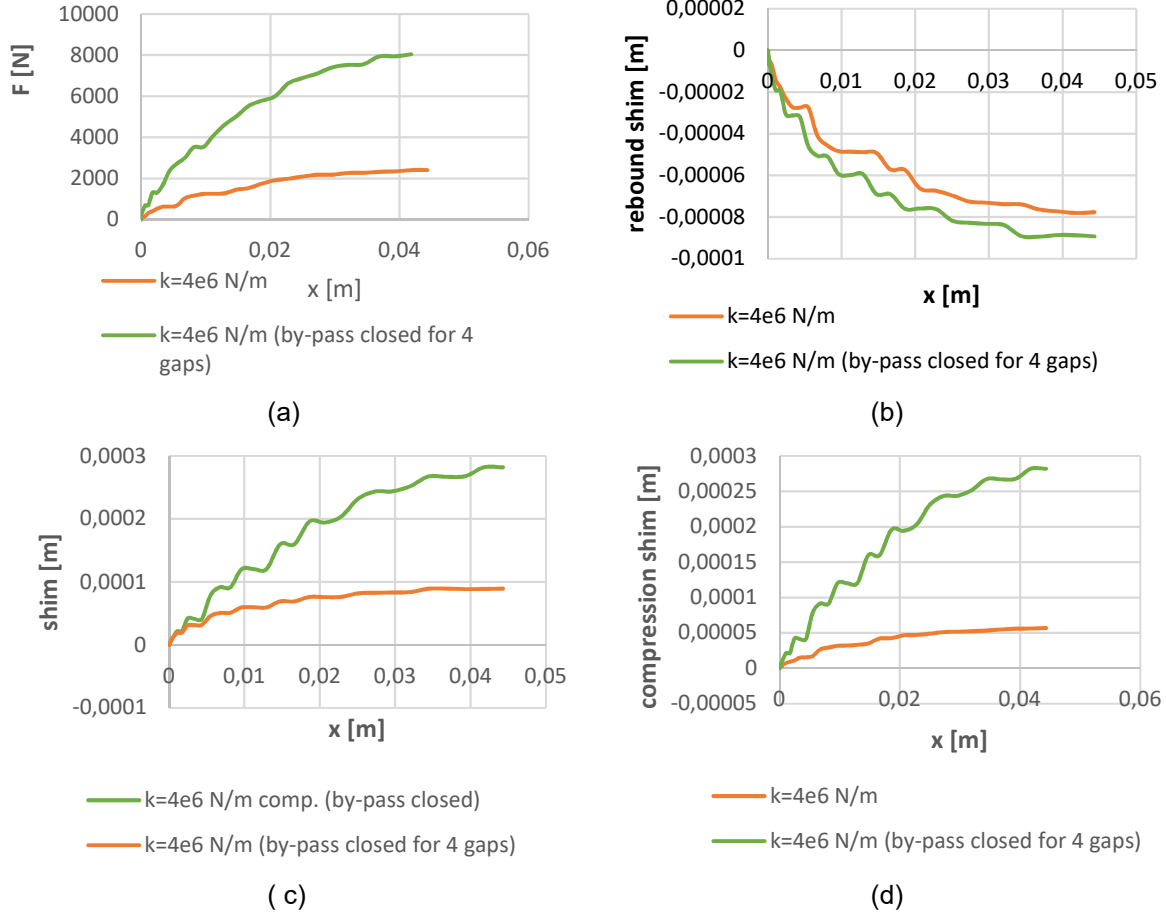 10000
8000
6000
4000
2000
0
F [N]
0
0,02
0,04
0,06
x [m]
k=4e6 N/m
k=4e6 N/m (by-pass closed for 4
gaps)
(a)
0,00002
0
-0,00002
-0,00004
-0,00006
-0,00008
-0,0001
rebound shim [m]
0
0,01
0,02
0,03
0,04
0,05
x [m]
k=4e6 N/m
k=4e6 N/m (by-pass closed for 4 gaps)
(b)
0,0003
0,0002
0,0001
0
-0,0001
shim [m]
0
0,01
0,02
0,03
0,04
0,05
x [m]
k=4e6 N/m comp. (by-pass closed)
k=4e6 N/m (by-pass closed for 4 gaps)
( c)
0,0003
0,00025
0,0002
0,00015
0,0001
0,00005
0
-0,00005
compression shim [m]
0
0,02
0,04
0,06
x [m]
k=4e6 N/m
k=4e6 N/m (by-pass closed for 4 gaps)
(d)